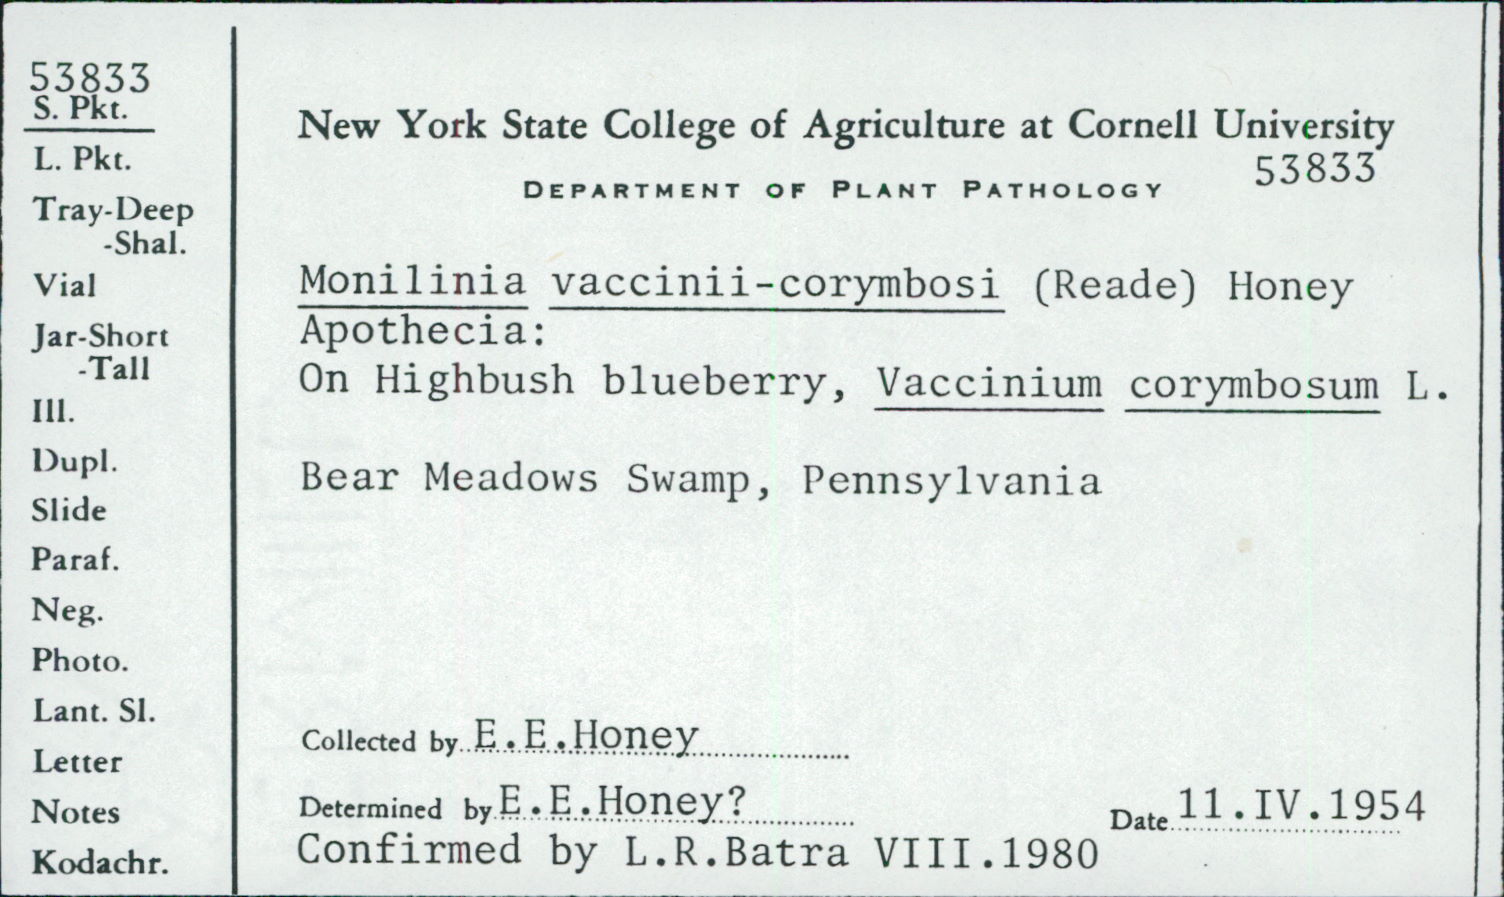 53833
S. Pkt.
L. Pkt.
Tray-Deep
-Shal.
Vial
Jar-Short
-Tall
Ill.
Dupl.
Slide
Paraf.
Neg.
Photo.
Lant. Sl.
Letter
Notes
Kodachr.
New York State College of Agriculture at Cornell University
53833
DEPARTMENT OF PLANT PATHOLOGY
Monilinia vaccinii-corymbosi (Reade) Honey
Apothecia:
On Highbush blueberry, Vaccinium corymbosum L.
Bear Meadows Swamp, Pennsylvania
Collected by E.E.Honey
Determined by E.E.Honey?
Date 11.IV.1954
Confirmed by L.R.Batra VIII.1980